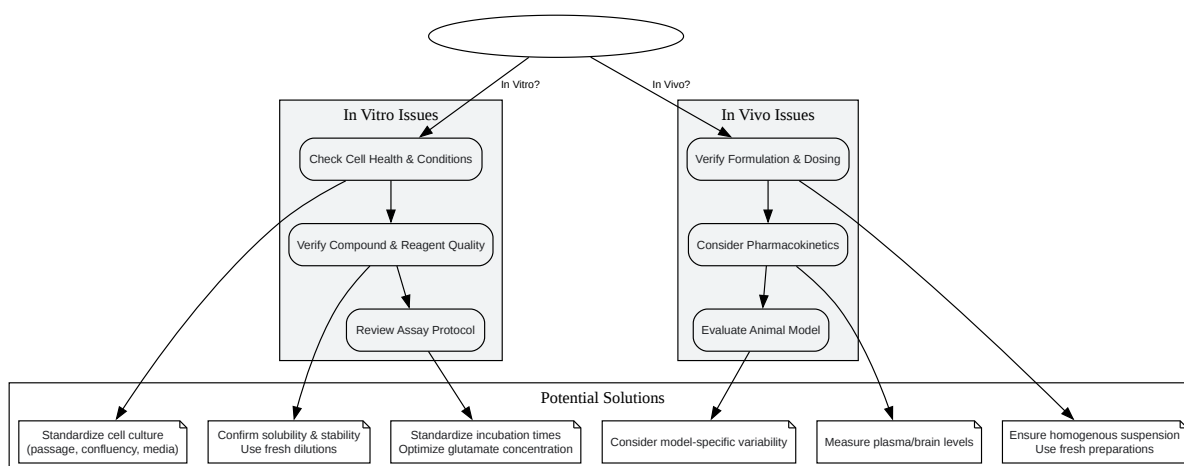 In Vitro?
In Vivo?
In Vitro Issues
In Vivo Issues
Check Cell Health & Conditions
Verify Formulation & Dosing
Verify Compound & Reagent Quality
Consider Pharmacokinetics
Review Assay Protocol
Evaluate Animal Model
Potential Solutions
Standardize cell culture
(passage, confluency, media)
Confirm solubility & stability
Use fresh dilutions
Standardize incubation times
Optimize glutamate concentration
Consider model-specific variability
Measure plasma/brain levels
Ensure homogenous suspension
Use fresh preparations